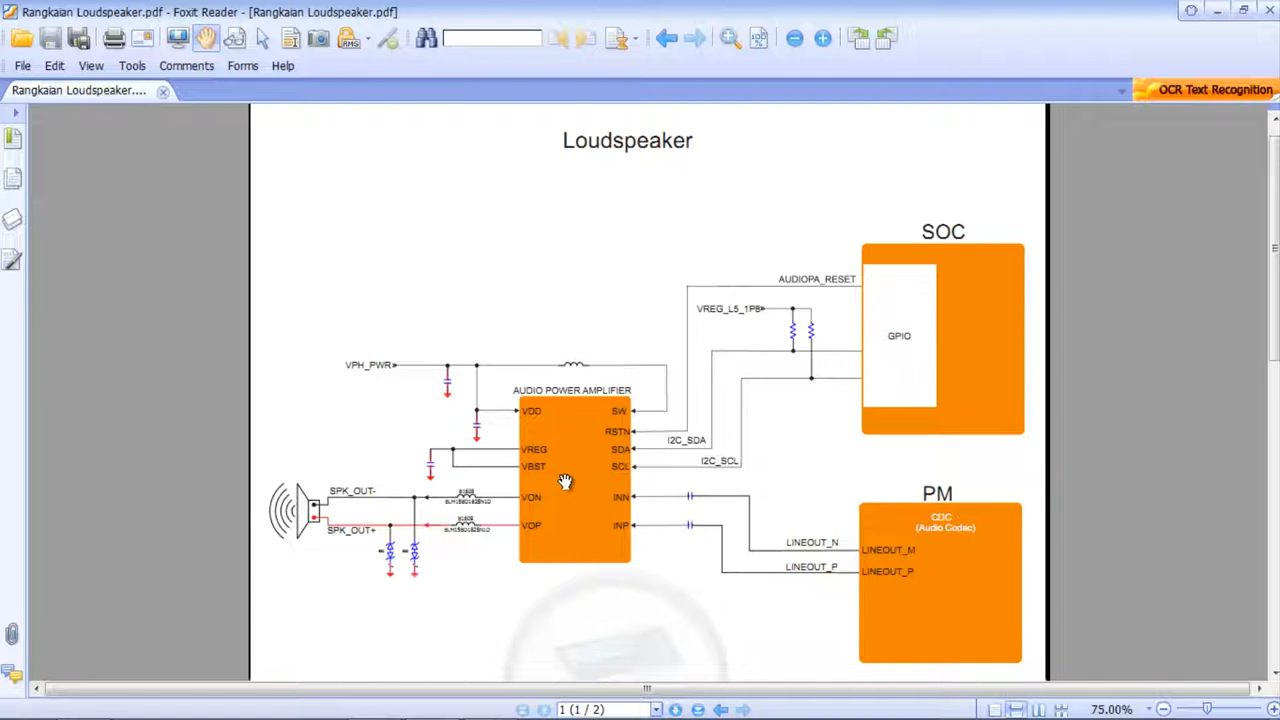 Rangkaian Loudspeaker.pdf - Foxit Reader - [Rangkaian Loudspeaker.pdf]
RMS
File Edit View Tools Comments Forms Help
Rangkaian Loudspeaker....
OCR Text Recognition
Loudspeaker
SOC
AUDIOPA_RESET
VREG_L5_1P8
GPIO
VPH_PWR
AUDIO POWER AMPLIFIER
VDD SW
RSTN
I2C_SDA
VREG SDA
I2C_SCL
VBST SCL
SPK_OUT-
VON INN
PM
CDC
(Audio Codec)
SPK_OUT+
VOP INP
LINEOUT_N LINEOUT_M
LINEOUT_P LINEOUT_P
1 (1 / 2)
75.00%